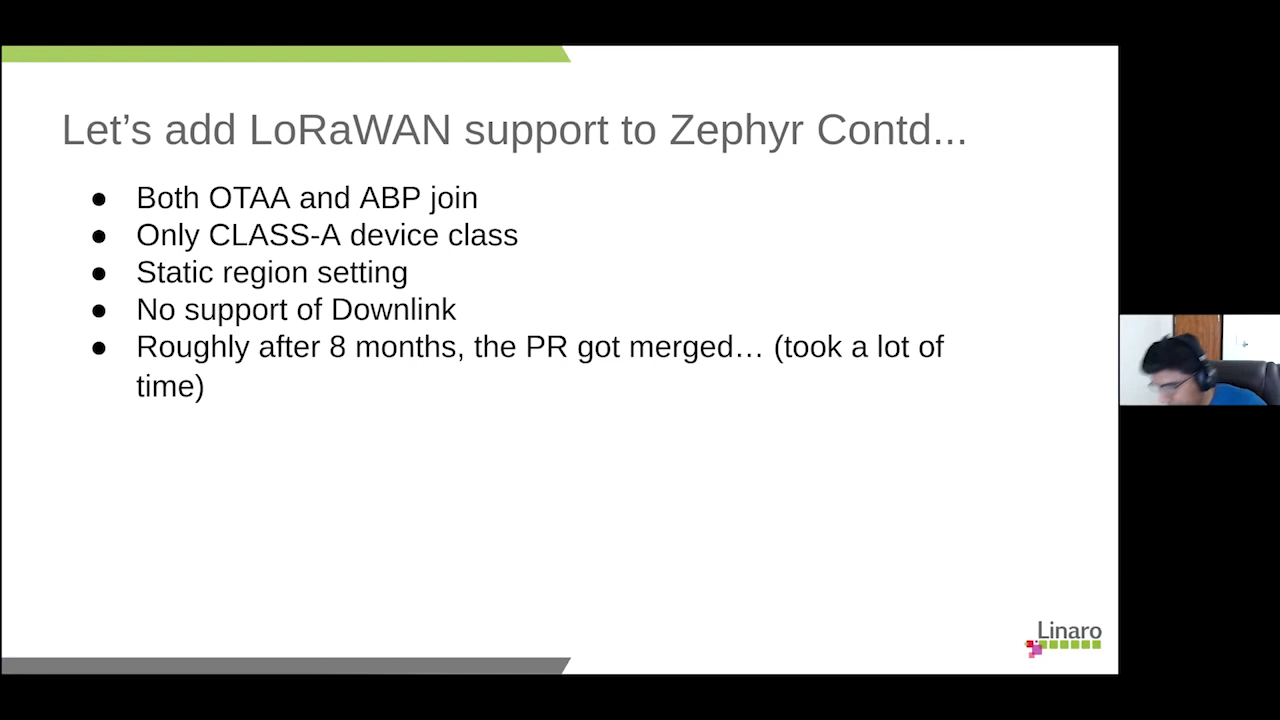 Let's add LoRaWAN support to Zephyr Contd...
● Both OTAA and ABP join
● Only CLASS-A device class
● Static region setting
● No support of Downlink
● Roughly after 8 months, the PR got merged… (took a lot of
time)
Linaro